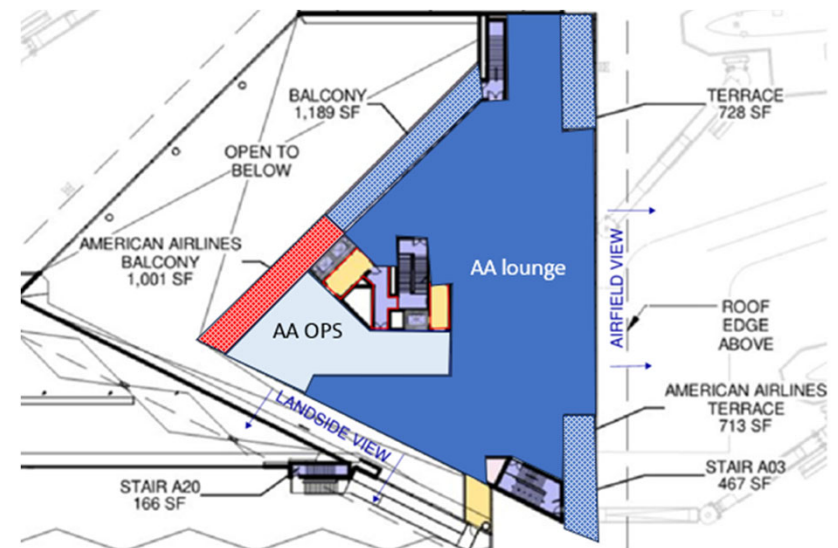 BALCONY
1,189 SF
TERRACE
728 SF
OPEN TO
BELOW
AMERICAN AIRLINES
BALCONY
1,001 SF
AA lounge
AIRFIELD VIEW
ROOF
EDGE
ABOVE
AA OPS
AMERICAN AIRLINES
TERRACE
713 SF
LANDSIDE VIEW
STAIR A03
467 SF
STAIR A20
166 SF